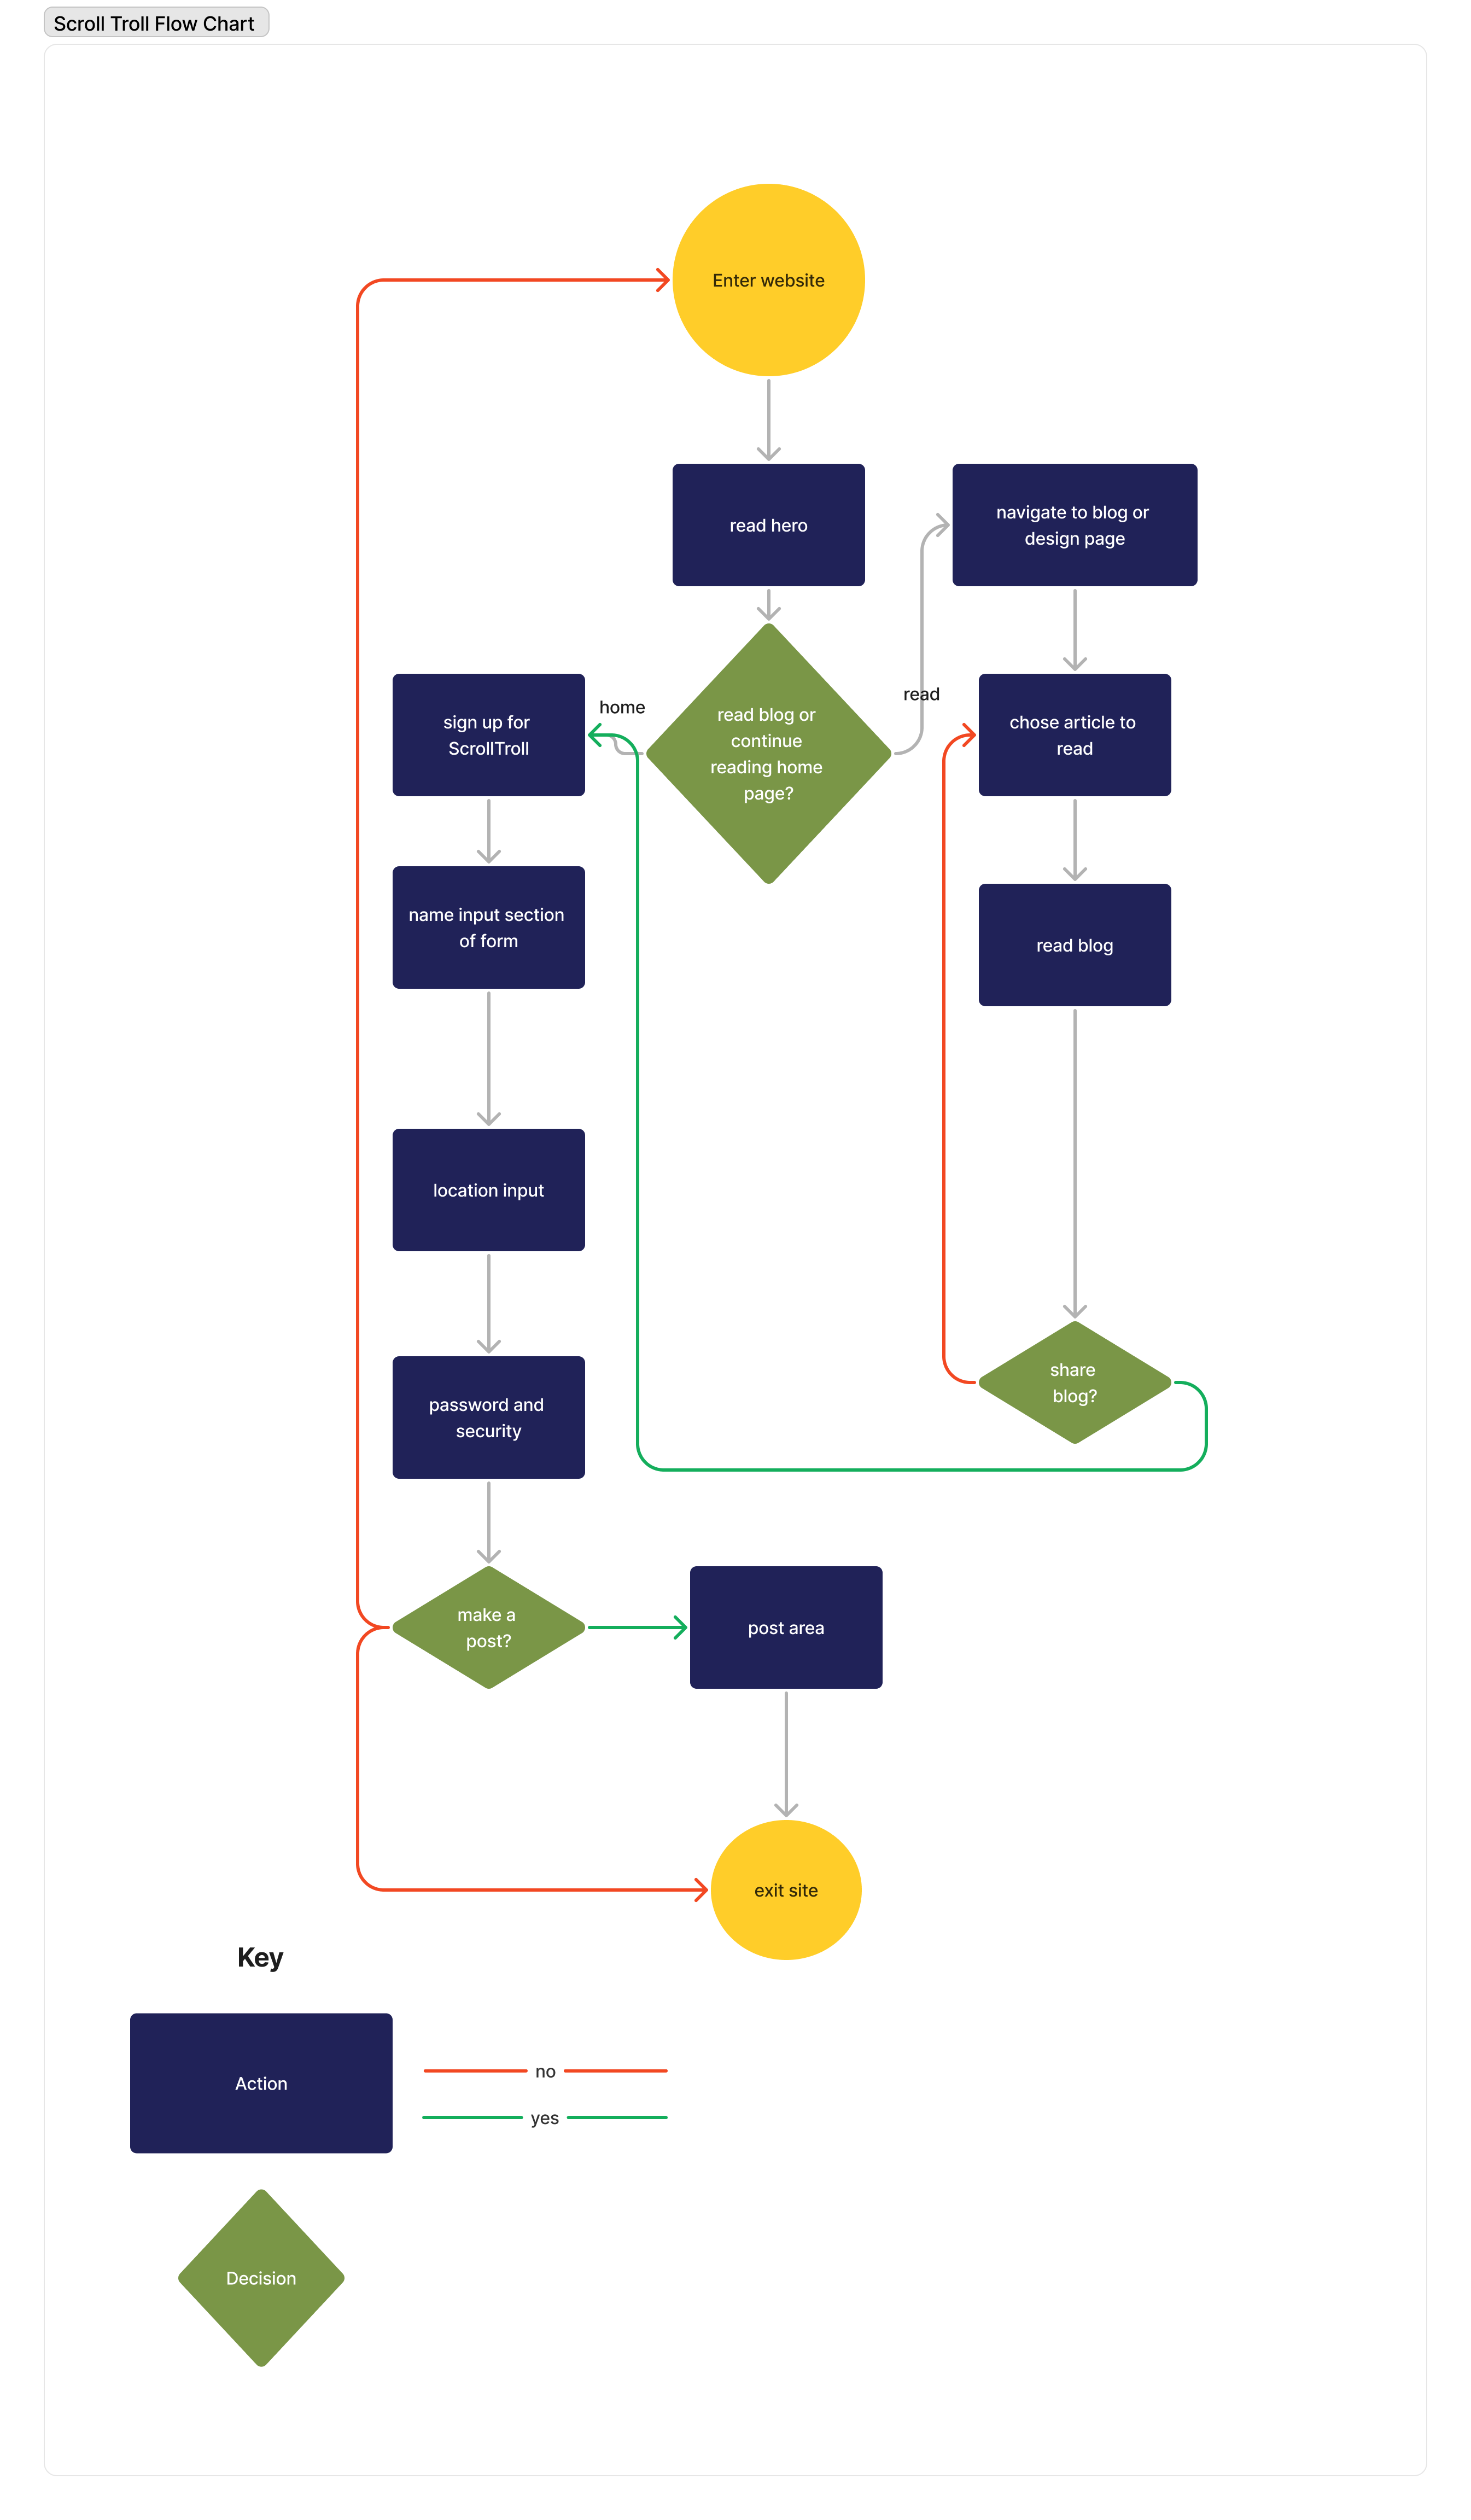 Scroll Troll Flow Chart
Enter website
read hero
navigate to blog or
design page
read
home
sign up for
ScrollTroll
read blog or
continue
reading home
page?
chose article to
read
name input section
of form
read blog
location input
share
blog?
password and
security
make a
post?
post area
exit site
Key
Action
no
yes
Decision